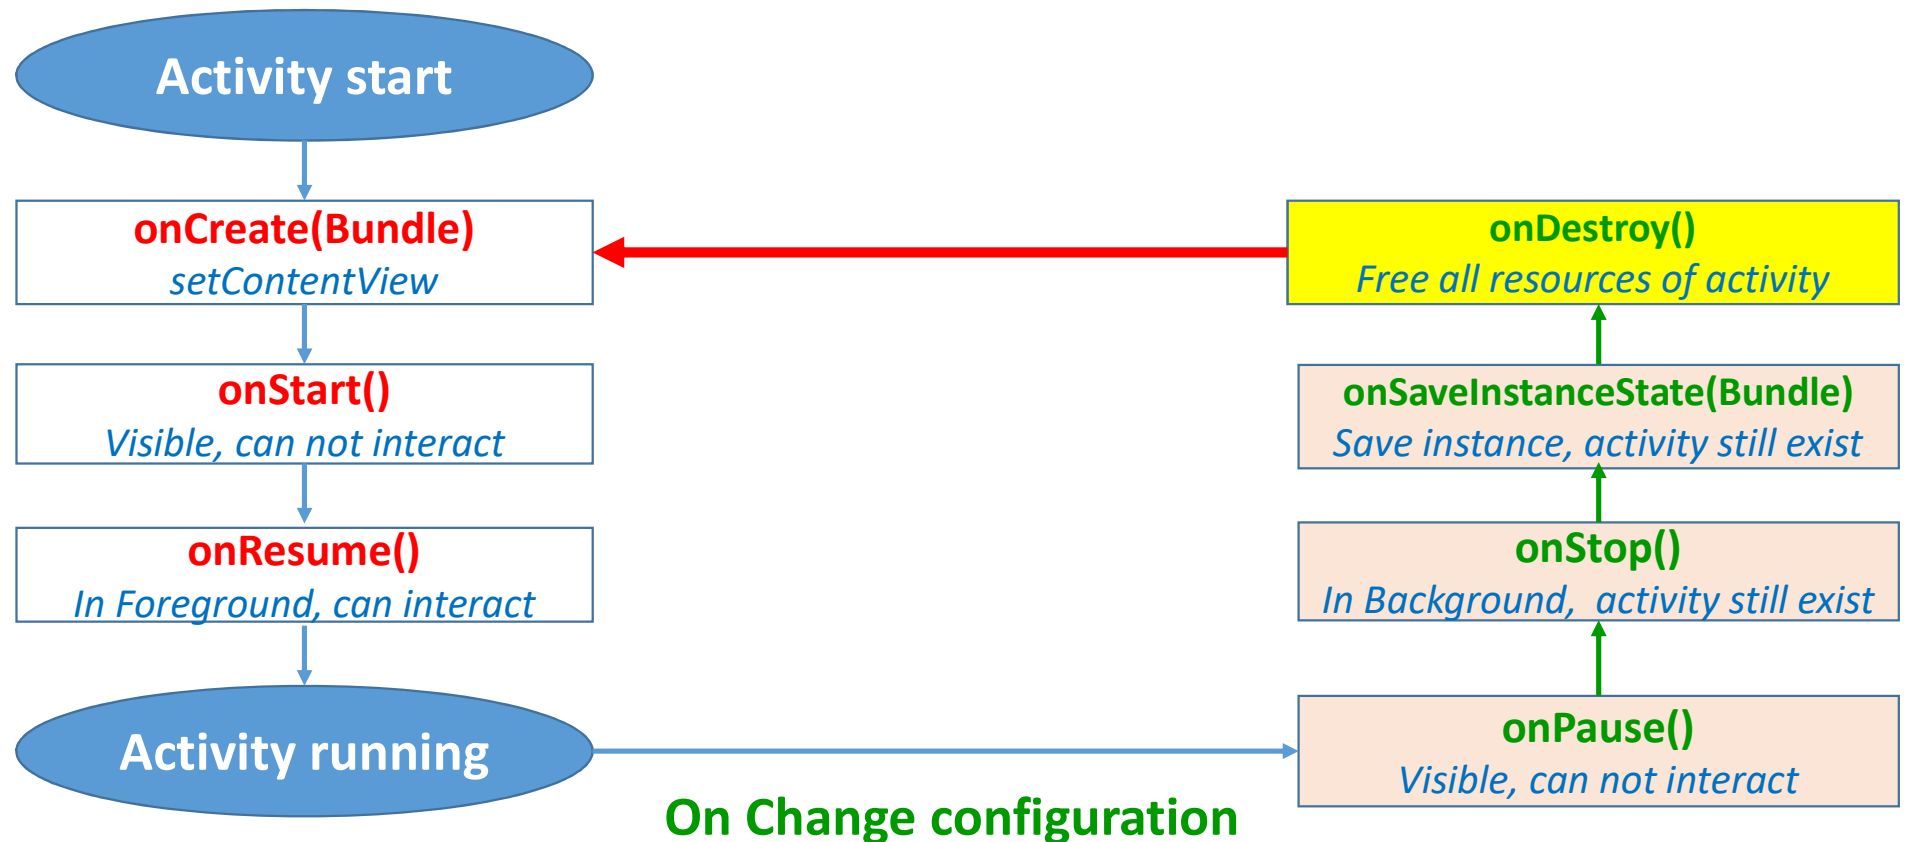 Activity start
onCreate(Bundle)
setContentView
onStart()
Visible, can not interact
onResume()
In Foreground, can interact
Activity running
On Change configuration
onDestroy()
Free all resources of activity
onSaveInstanceState(Bundle)
Save instance, activity still exist
onStop()
In Background,  activity still exist
onPause()
Visible, can not interact